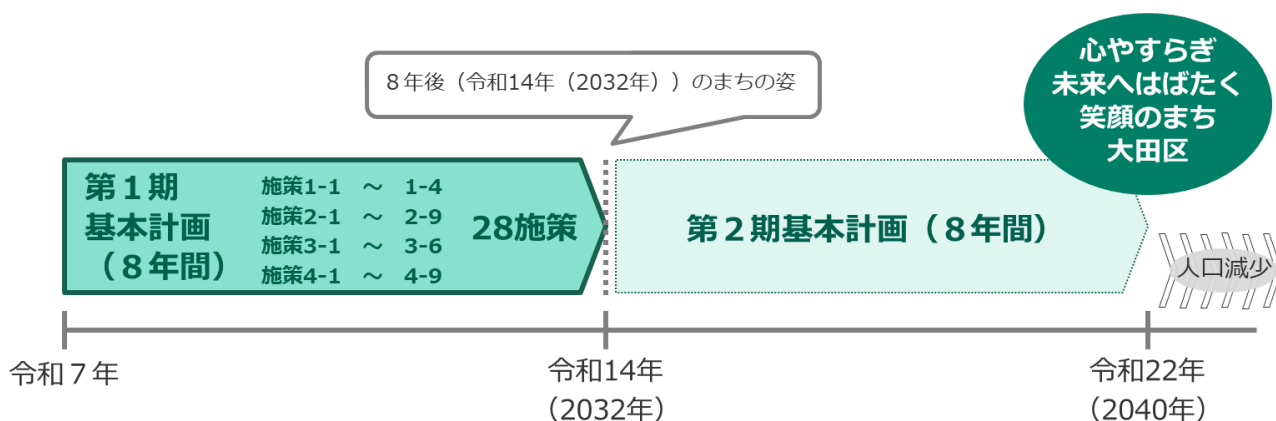 心やすらぎ
未来へはばたく
笑顔のまち
大田区
8年後（令和14年（2032年））のまちの姿
第１期
基本計画
（８年間）
施策1-1 ～ 1-4
施策2-1 ～ 2-9
施策3-1 ～ 3-6
施策4-1 ～ 4-9
28施策
第２期基本計画（８年間）
人口減少
令和７年
令和14年
（2032年）
令和22年
（2040年）